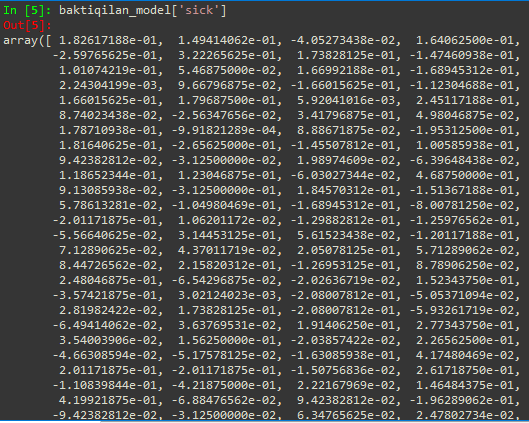 In [5]: baktiqilan_model['sick']
Out[5]:
array([ 1.82617188e-01, 1.49414062e-01, -4.05273438e-02, 1.64062500e-01,
-2.59765625e-01, 3.22265625e-01, 1.73828125e-01, -1.47460938e-01,
1.01074219e-01, 5.46875000e-02, 1.66992188e-01, -1.68945312e-01,
2.24304199e-03, 9.66796875e-02, -1.66015625e-01, -1.12304688e-01,
1.66015625e-01, 1.79687500e-01, 5.92041016e-03, 2.45117188e-01,
8.74023438e-02, -2.56347656e-02, 3.41796875e-01, 4.98046875e-02,
1.78710938e-01, -9.91821289e-04, 8.88671875e-02, -1.95312500e-01,
1.81640625e-01, -2.65625000e-01, -1.45507812e-01, 1.00585938e-01,
9.42382812e-02, -3.12500000e-02, 1.98974609e-02, -6.39648438e-02,
1.18652344e-01, 1.23046875e-01, -6.03027344e-02, 4.68750000e-01,
9.13085938e-02, -3.12500000e-01, 1.84570312e-01, -1.51367188e-01,
5.78613281e-02, -1.04980469e-01, -1.68945312e-01, -8.00781250e-02,
-2.01171875e-01, 1.06201172e-02, -1.29882812e-01, -1.25976562e-01,
-5.56640625e-02, 3.14453125e-01, 5.61523438e-02, -1.20117188e-01,
7.12890625e-02, 4.37011719e-02, 2.05078125e-01, 5.71289062e-02,
8.44726562e-02, 2.15820312e-01, -1.26953125e-01, 8.78906250e-02,
2.48046875e-01, -6.54296875e-02, -2.02636719e-02, 1.52343750e-01,
-3.57421875e-01, 3.02124023e-03, -2.08007812e-01, -5.05371094e-02,
2.81982422e-02, 1.73828125e-01, -2.08007812e-01, -5.93261719e-02,
-6.49414062e-02, 3.63769531e-02, 1.91406250e-01, 2.77343750e-01,
3.54003906e-02, 1.56250000e-01, -2.03857422e-02, 2.26562500e-01,
-4.66308594e-02, -5.17578125e-02, -1.63085938e-01, 4.17480469e-02,
2.01171875e-01, -2.01171875e-01, -1.50756836e-02, 2.61718750e-01,
-1.10839844e-01, -4.21875000e-01, 2.22167969e-02, 1.46484375e-01,
4.19921875e-01, -6.88476562e-02, 9.42382812e-02, -1.96289062e-01,
-9.42382812e-02, -3.12500000e-02, 6.34765625e-02, 2.47802734e-02,